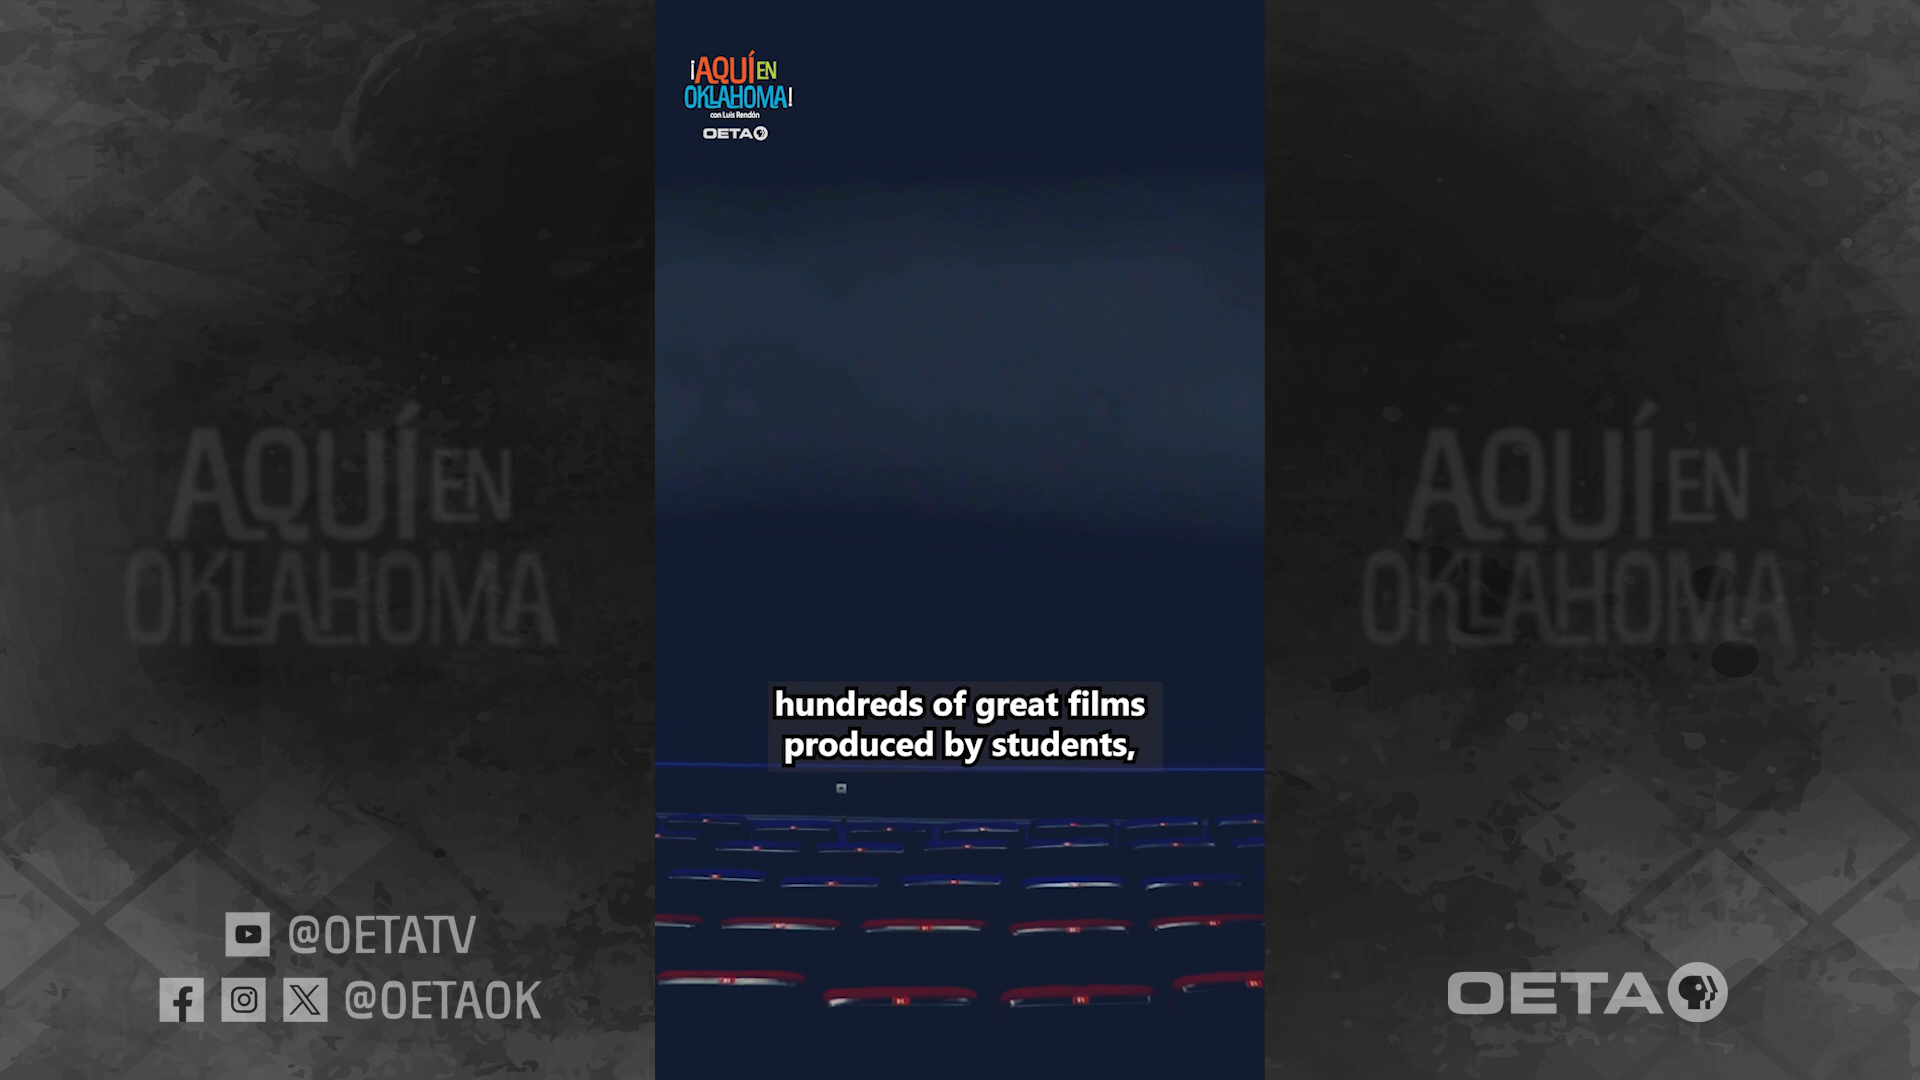 ¡AQUÍ EN
OKLAHOMA!
con Luis Rendón
OETA
AQUÍ EN
OKLAHOMA
AQUÍ EN
OKLAHOMA
hundreds of great films
produced by students,
@OETATV
@OETAOK
OETA